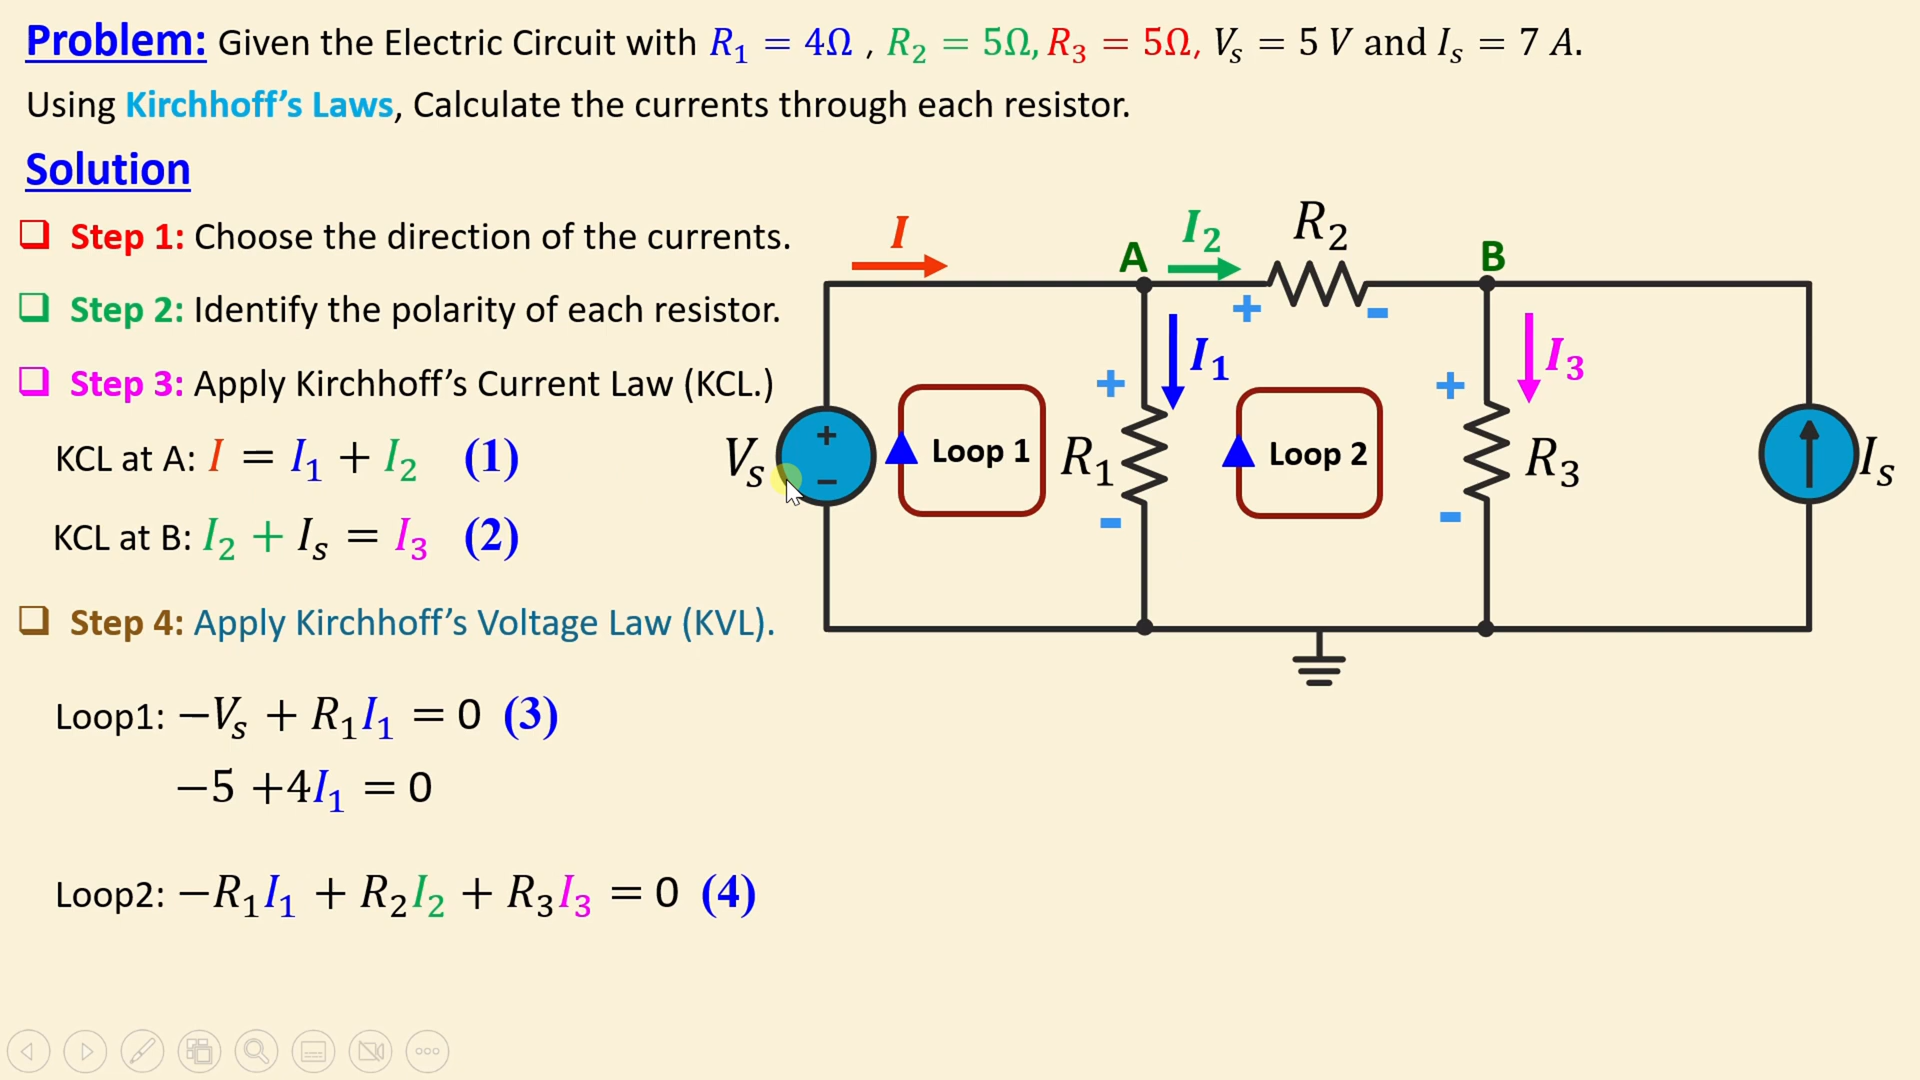 Problem: Given the Electric Circuit with R₁ = 4Ω , R₂ = 5Ω, R₃ = 5Ω, Vₛ = 5 V and Iₛ = 7 A.
Using Kirchhoff’s Laws, Calculate the currents through each resistor.
Solution
❑ Step 1: Choose the direction of the currents.
❑ Step 2: Identify the polarity of each resistor.
❑ Step 3: Apply Kirchhoff’s Current Law (KCL.)
KCL at A: I = I₁ + I₂ (1)
KCL at B: I₂ + Iₛ = I₃ (2)
❑ Step 4: Apply Kirchhoff’s Voltage Law (KVL).
Loop1: −Vₛ + R₁I₁ = 0 (3)
−5 +4I₁ = 0
Loop2: −R₁I₁ + R₂I₂ + R₃I₃ = 0 (4)
I
A
I₂
R₂
B
+ -
I₁
I₃
+
+
Vₛ
+
−
Loop 1
R₁
Loop 2
R₃
Iₛ
-
-